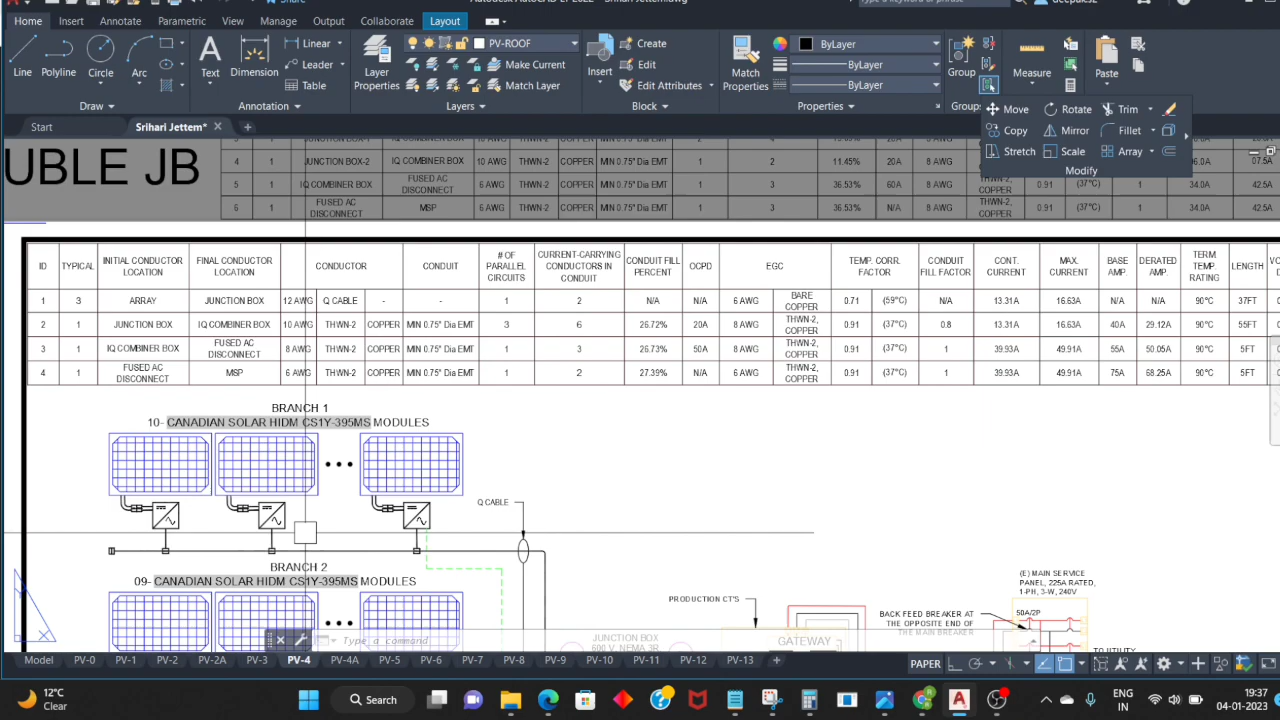 Autodesk AutoCAD LT 2022 Srihari Jettem.dwg
Share
Type a keyword or phrase
deepaksz
Home Insert Annotate Parametric View Manage Output Collaborate Layout
Line Polyline Circle Arc
Draw
Text Dimension
Linear
Leader
Table
Annotation
Layer Properties
PV-ROOF
Make Current
Match Layer
Layers
Insert
Create
Edit
Edit Attributes
Block
Match Properties
ByLayer
ByLayer
ByLayer
Properties
Group
Groups
Measure
Paste
Move Rotate Trim
Copy Mirror Fillet
Stretch Scale Array
Modify
Start Srihari Jettem*
UBLE JB
4 1 JUNCTION BOX-2 IQ COMBINER BOX 10 AWG THWN-2 COPPER MIN 0.75" Dia EMT 1 2 11.45% 20A 8 AWG
5 1 IQ COMBINER BOX FUSED AC DISCONNECT 6 AWG THWN-2 COPPER MIN 0.75" Dia EMT 1 3 36.53% 60A 8 AWG THWN-2, COPPER 0.91 (37°C) 1 34.0A 42.5A
6 1 FUSED AC DISCONNECT MSP 6 AWG THWN-2 COPPER MIN 0.75" Dia EMT 1 3 36.53% N/A 8 AWG THWN-2, COPPER 0.91 (37°C) 1 34.0A 42.5A
ID TYPICAL INITIAL CONDUCTOR LOCATION FINAL CONDUCTOR LOCATION CONDUCTOR CONDUIT # OF PARALLEL CIRCUITS CURRENT-CARRYING CONDUCTORS IN CONDUIT CONDUIT FILL PERCENT OCPD EGC TEMP. CORR. FACTOR CONDUIT FILL FACTOR CONT. CURRENT MAX. CURRENT BASE AMP. DERATED AMP. TERM TEMP. RATING LENGTH
1 3 ARRAY JUNCTION BOX 12 AWG Q CABLE - - 1 2 N/A N/A 6 AWG BARE COPPER 0.71 (59°C) N/A 13.31A 16.63A N/A N/A 90°C 37FT
2 1 JUNCTION BOX IQ COMBINER BOX 10 AWG THWN-2 COPPER MIN 0.75" Dia EMT 3 6 26.72% 20A 8 AWG THWN-2, COPPER 0.91 (37°C) 0.8 13.31A 16.63A 40A 29.12A 90°C 55FT
3 1 IQ COMBINER BOX FUSED AC DISCONNECT 8 AWG THWN-2 COPPER MIN 0.75" Dia EMT 1 3 26.73% 50A 8 AWG THWN-2, COPPER 0.91 (37°C) 1 39.93A 49.91A 55A 50.05A 90°C 5FT
4 1 FUSED AC DISCONNECT MSP 6 AWG THWN-2 COPPER MIN 0.75" Dia EMT 1 2 27.39% N/A 8 AWG THWN-2, COPPER 0.91 (37°C) 1 39.93A 49.91A 75A 68.25A 90°C 5FT
BRANCH 1
10- CANADIAN SOLAR HIDM CS1Y-395MS MODULES
Q CABLE
BRANCH 2
09- CANADIAN SOLAR HIDM CS1Y-395MS MODULES
PRODUCTION CT'S
(E) MAIN SERVICE
PANEL, 225A RATED,
1-PH, 3-W, 240V
50A/2P
BACK FEED BREAKER AT
THE OPPOSITE END OF
THE MAIN BREAKER
JUNCTION BOX
600 V, NEMA 3R
GATEWAY
TO UTILITY
Type a command
Model PV-0 PV-1 PV-2 PV-2A PV-3 PV-4 PV-4A PV-5 PV-6 PV-7 PV-8 PV-9 PV-10 PV-11 PV-12 PV-13 +
PAPER
12°C
Clear
Search
ENG
IN
19:37
04-01-2023